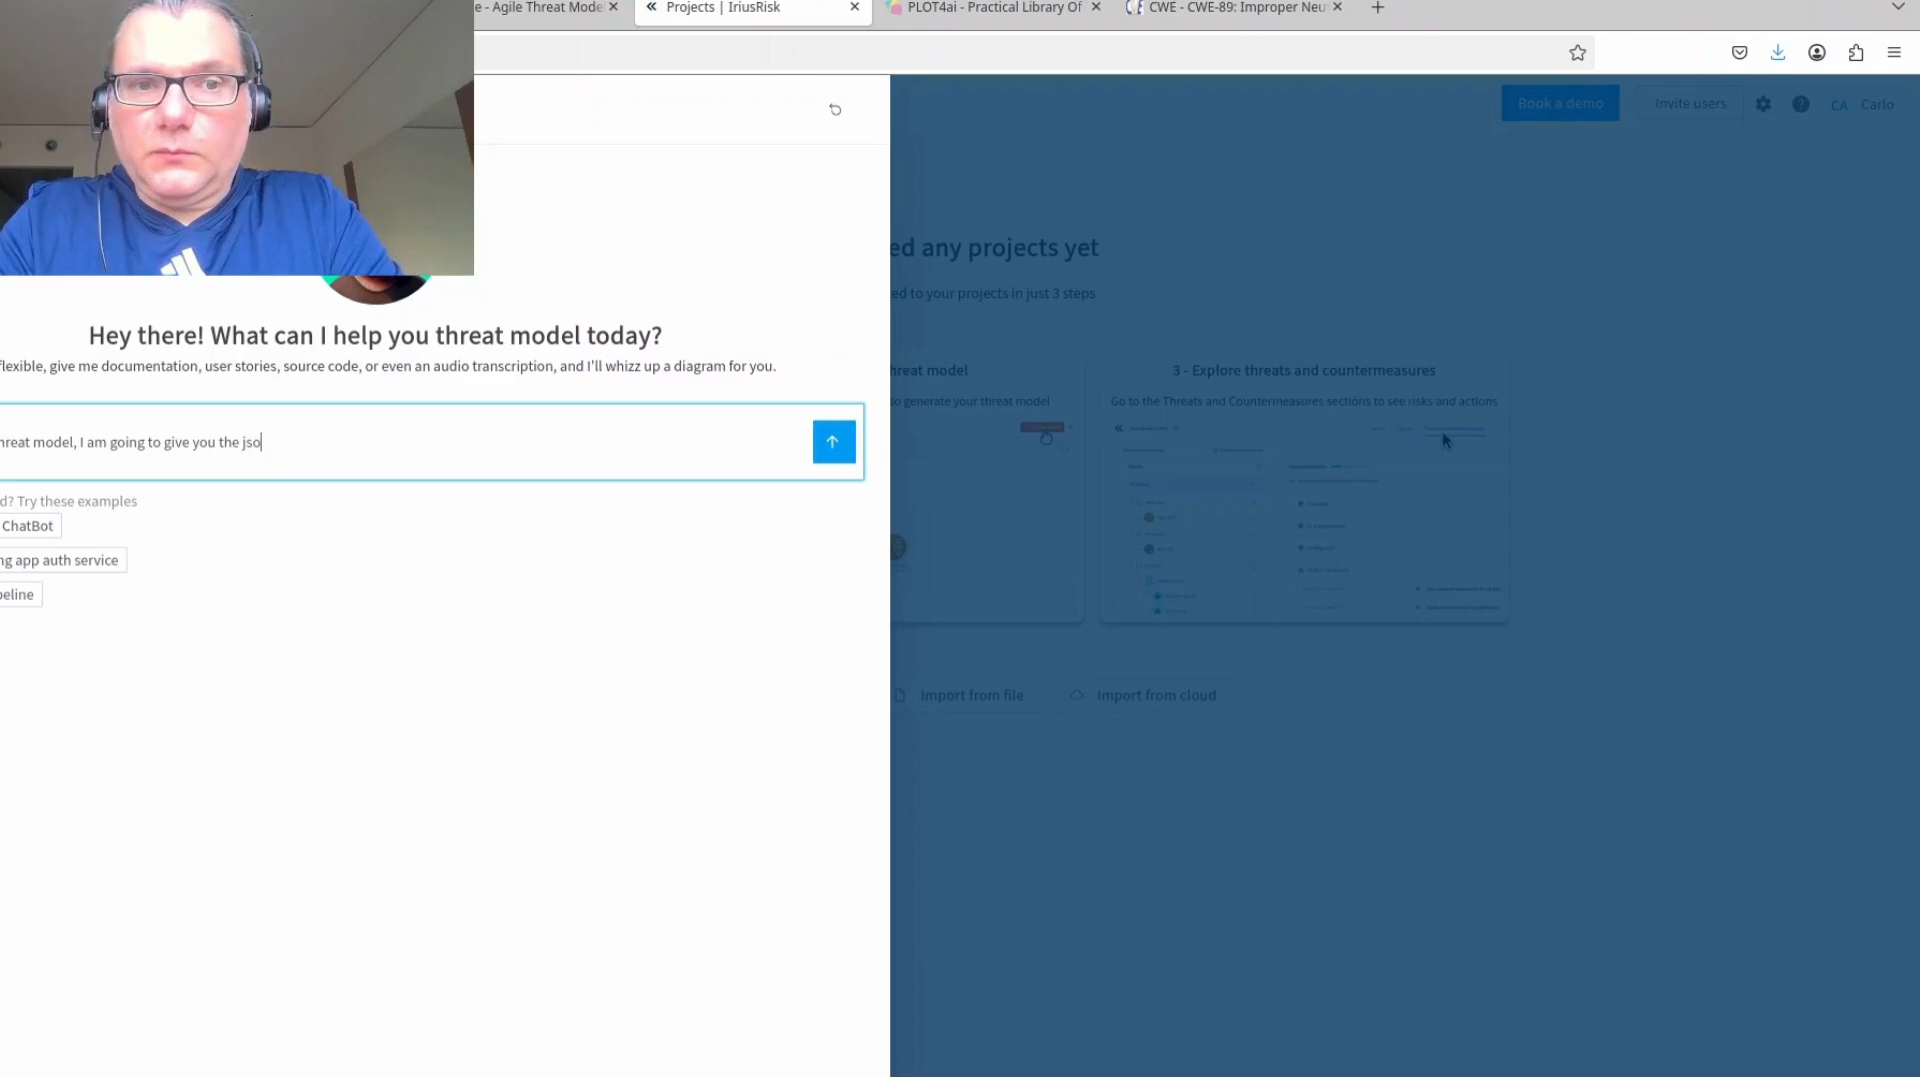 e - Agile Threat Model
Projects | IriusRisk
PLOT4ai - Practical Library Of
CWE - CWE-89: Improper Neu
Book a demo
Invite users
CA Carlo
ed any projects yet
ed to your projects in just 3 steps
Hey there! What can I help you threat model today?
flexible, give me documentation, user stories, source code, or even an audio transcription, and I'll whizz up a diagram for you.
hreat model
to generate your threat model
3 - Explore threats and countermeasures
Go to the Threats and Countermeasures sections to see risks and actions
hreat model, I am going to give you the jso
d? Try these examples
ChatBot
ng app auth service
peline
Import from file
Import from cloud